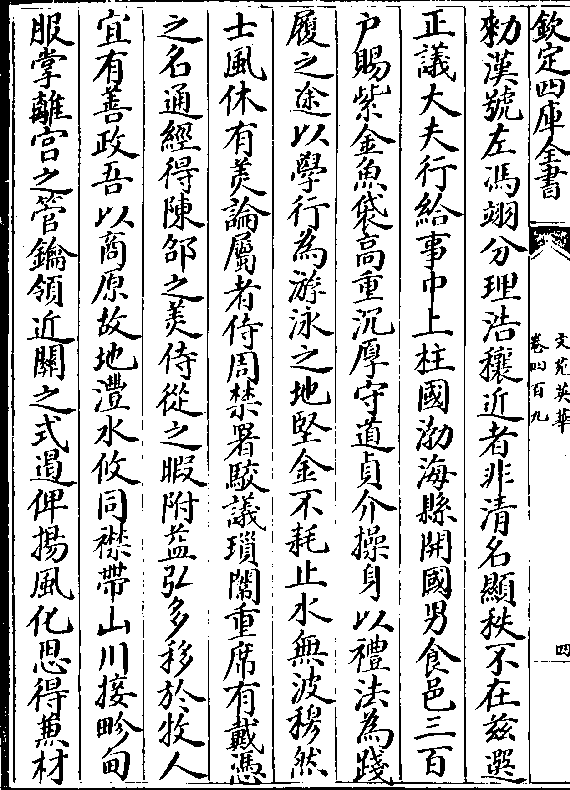 欽定四庫全書
文苑英華
卷四百九
四
勑漢號左馮翊分理浩穰近者非清名顯秩不在兹選
正議大夫行給事中上柱國渤海縣開國男食邑三百
户賜紫金魚袋高重沉厚守道貞介操身以禮法為踐
履之途以學行為游泳之地堅金不耗止水無波穆然
士風休有美論屬者侍周禁署駮議瑣闈重席有戴憑
之名通經得陳邵之美侍從之暇附益弘多移於牧人
宜有善政吾以商原故地灃水攸同襟帶山川接畛甸
服掌離宫之管鑰領近關之式遏俾揚風化思得蕙材